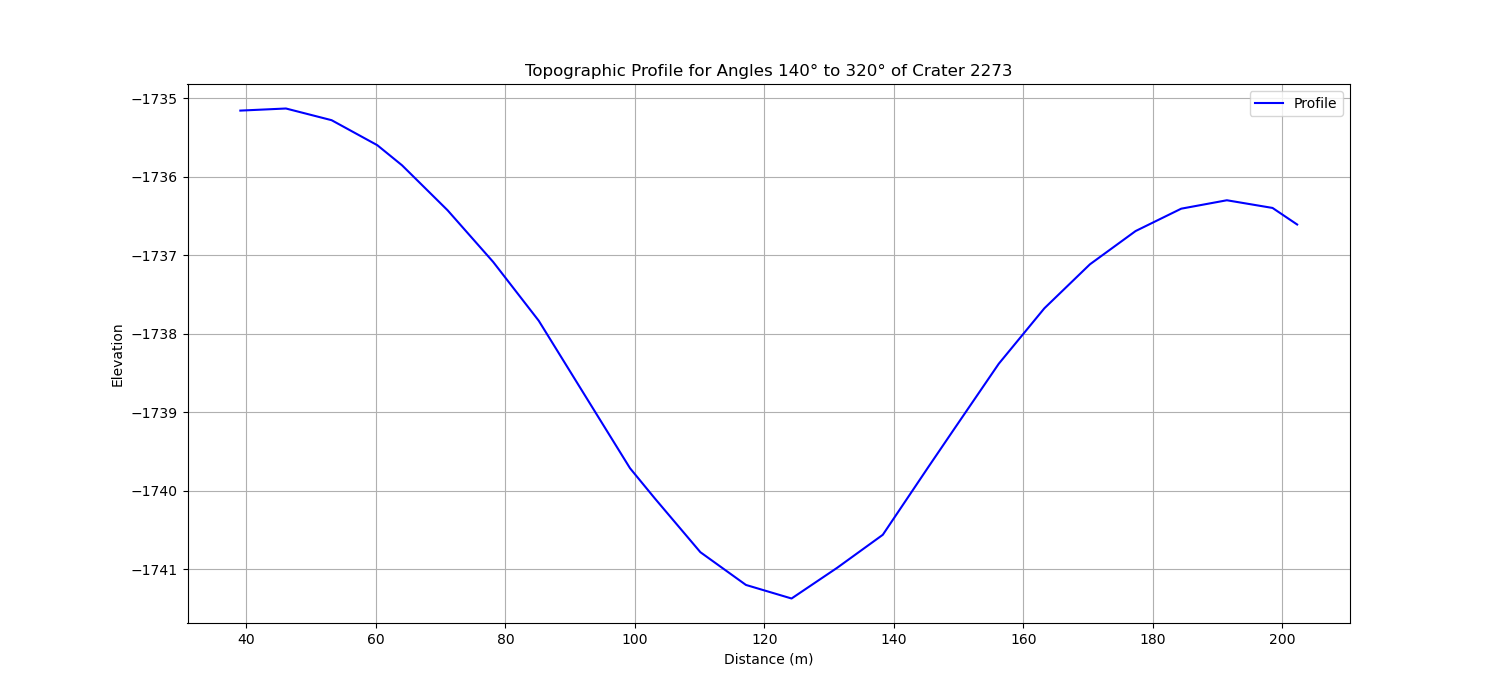 Topographic Profile for Angles 140° to 320° of Crater 2273
Profile
−1735
−1736
−1737
−1738
−1739
−1740
−1741
Elevation
40 60 80 100 120 140 160 180 200
Distance (m)